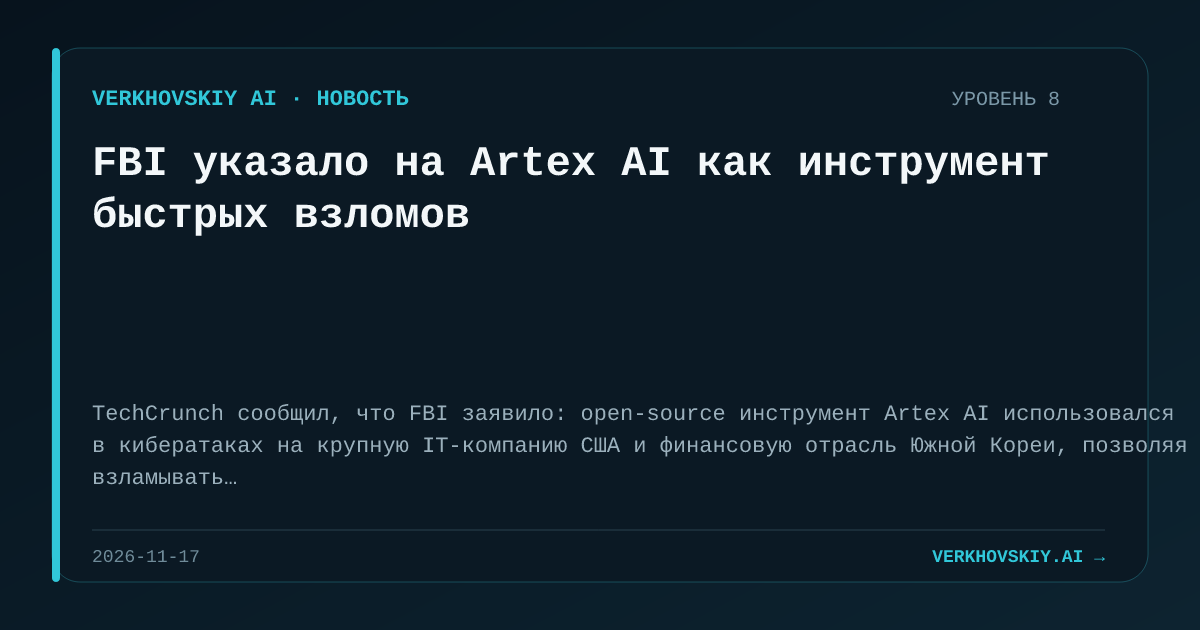 VERKHOVSKIY AI · НОВОСТЬ
УРОВЕНЬ 8
FBI указало на Artex AI как инструмент
быстрых взломов
TechCrunch сообщил, что FBI заявило: open-source инструмент Artex AI использовался
в кибератаках на крупную IT-компанию США и финансовую отрасль Южной Кореи, позволяя
взламывать…
2026-11-17
VERKHOVSKIY.AI →